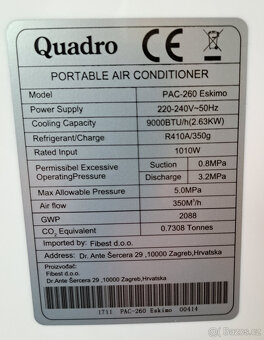 Quadro CE
PORTABLE AIR CONDITIONER
Model PAC-260 Eskimo
Power Supply 220-240V~50Hz
Cooling Capacity 9000BTU/h(2.63KW)
Refrigerant/Charge R410A/350g
Rated Input 1010W
Permissibel Excessive Suction 0.8MPa
OperatingPressure Discharge 3.2MPa
Max Allowable Pressure 5.0MPa
Air flow 350M³/h
GWP 2088
CO₂ Equivalent 0.7308 Tonnes
Imported by: Fibest d.o.o.
Address: Dr. Ante Šercera 29 ,10000 Zagreb,Hrvatska
Proizođač:
Fibest d.o.o.
Dr. Ante Šercera 29 ,10000 Zagreb,Hrvatska
1711 PAC-260 Eskimo 00414